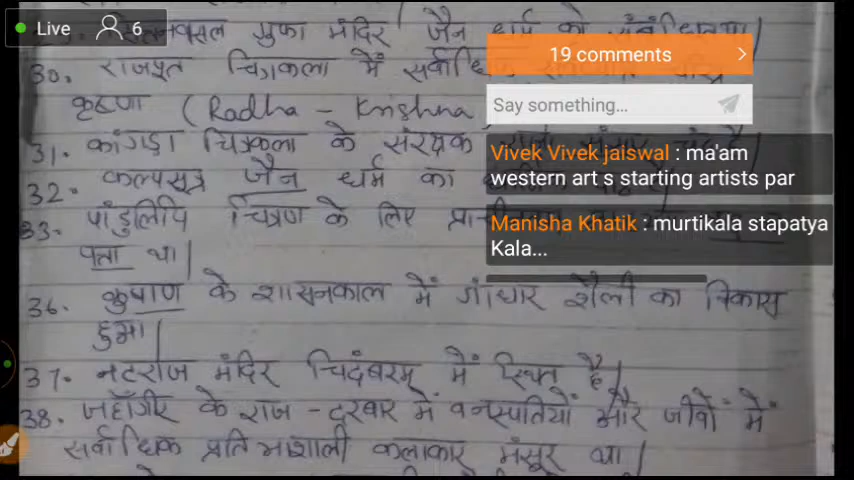 Live 6
19 comments
Say something...
Vivek Vivek jaiswal : ma'am
western art s starting artists par
Manisha Khatik : murtikala stapatya
Kala...
गुफा मंदिर जैन धर्म
30. राजपूत चित्रकला में
कृष्णा (Radha - Krishna
31. कांगड़ा चित्रकला के संरक्षक
32. कल्पसूत्र जैन धर्म का
33. पांडुलिपि चित्रण के लिए
पत्ता था|
36. कुषाण के शासनकाल में गांधार शैली का विकास
हुआ|
37. नटराज मंदिर चिदंबरम् में स्थित है|
38. जहाँगीर के राज - दरबार में वनस्पतियों और जीवों में
सर्वाधिक प्रतिभाशाली कलाकार मंसूर था|